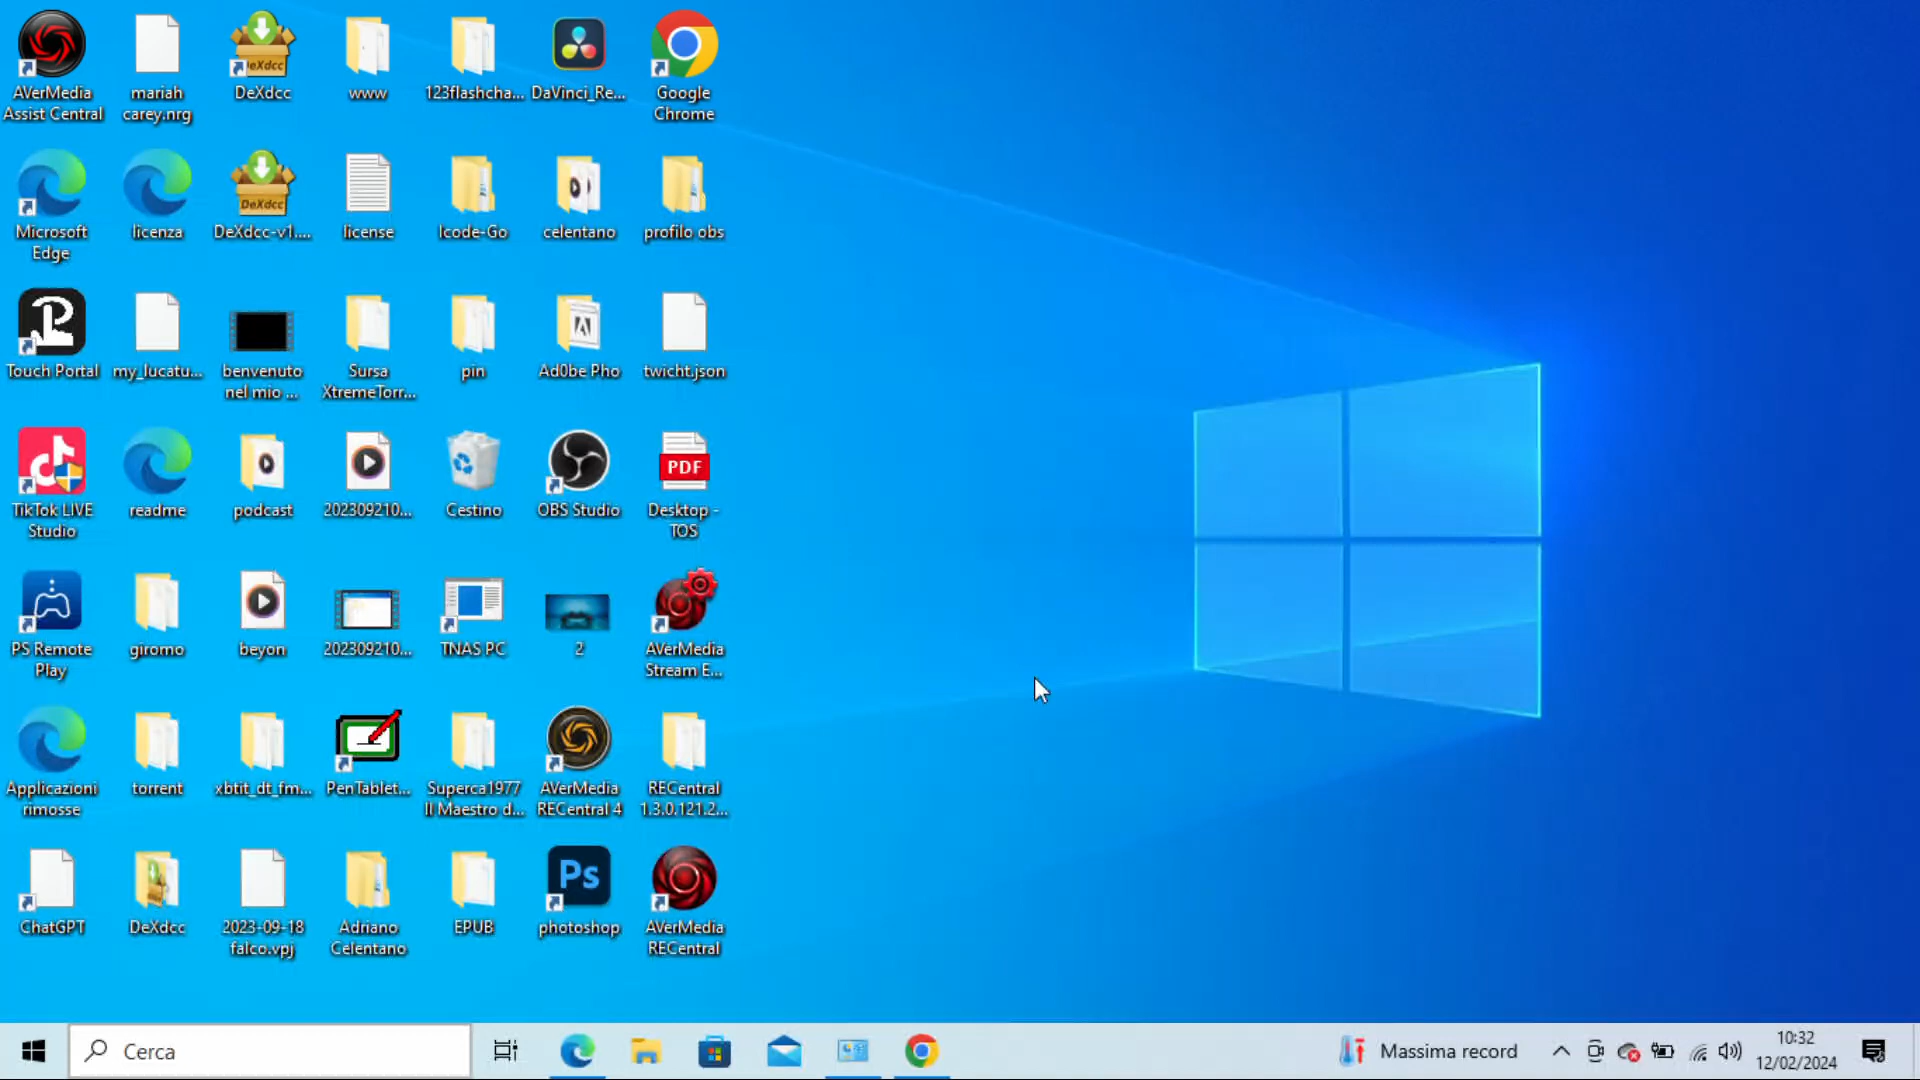 AVerMedia
Assist Central
mariah
carey.nrg
DeXdcc
www
123flashcha...
DaVinci_Re...
Google
Chrome
Microsoft
Edge
licenza
DeXdcc
DeXdcc-v1....
license
Icode-Go
celentano
profilo obs
Touch Portal
my_lucatu...
benvenuto
nel mio ...
Sursa
XtremeTorr...
pin
Ad0be Pho
twicht.json
TikTok LIVE
Studio
readme
podcast
202309210...
Cestino
OBS Studio
PDF
Desktop -
TOS
PS Remote
Play
giromo
beyon
202309210...
TNAS PC
2
AVerMedia
Stream E...
Applicazioni
rimosse
torrent
xbtit_dt_fm...
PenTablet...
Superca1977
Il Maestro d...
AVerMedia
RECentral 4
RECentral
1.3.0.121.2...
ChatGPT
DeXdcc
2023-09-18
falco.vpj
Adriano
Celentano
EPUB
Ps
photoshop
AVerMedia
RECentral
Cerca
Massima record
10:32
12/02/2024